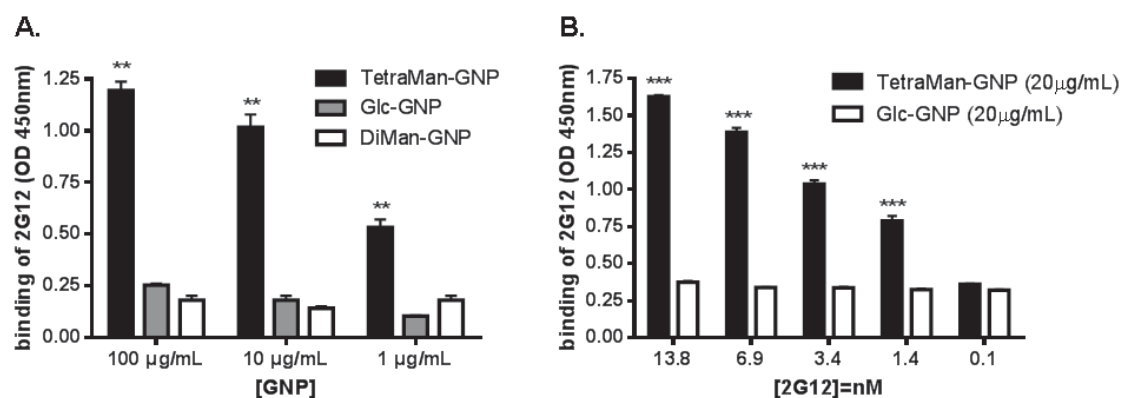 A.
binding of 2G12 (OD 450nm)
1.25
1.00
0.75
0.50
0.25
0.00
**
**
**
TetraMan-GNP
Glc-GNP
DiMan-GNP
100 µg/mL 10 µg/mL 1 µg/mL
[GNP]
B.
binding of 2G12 (OD 450nm)
1.75
1.50
1.25
1.00
0.75
0.50
0.25
0.00
***
***
***
***
TetraMan-GNP (20µg/mL)
Glc-GNP (20µg/mL)
13.8 6.9 3.4 1.4 0.1
[2G12]=nM